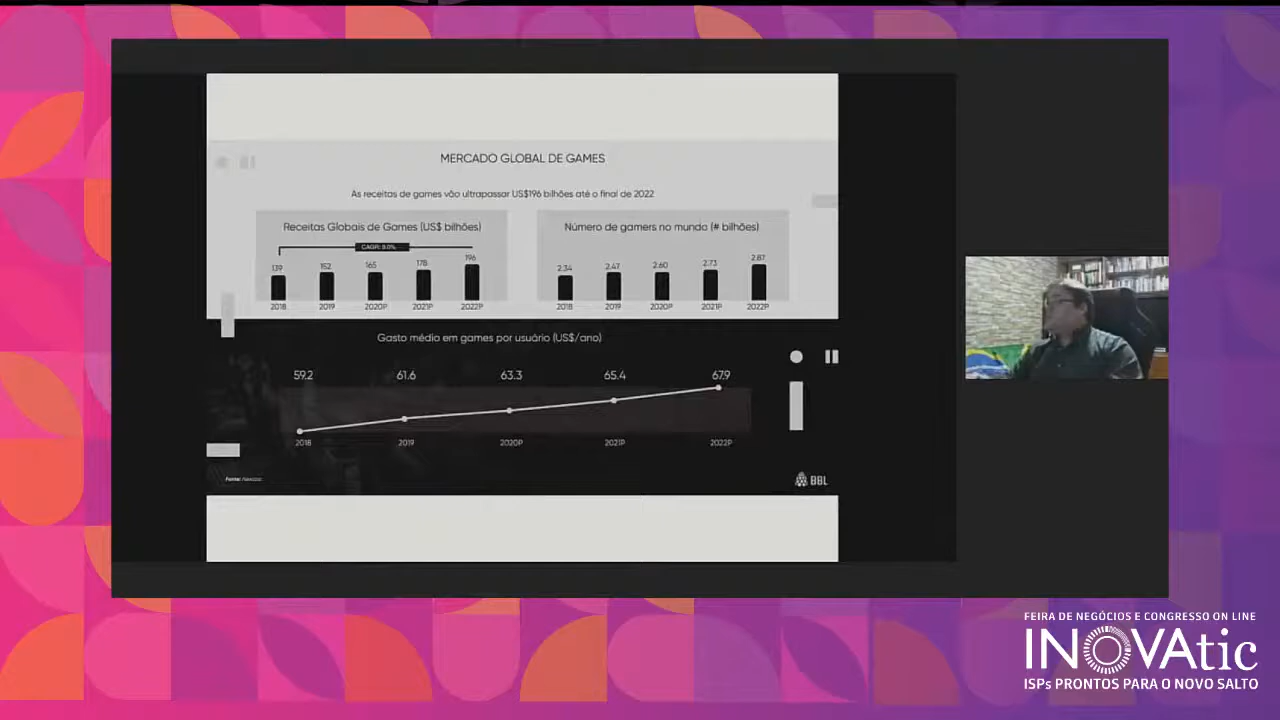 MERCADO GLOBAL DE GAMES
As receitas de games vão ultrapassar US$196 bilhões até o final de 2022
Receitas Globais de Games (US$ bilhões)
CAGR: 9.0%
139 152 165 178 196
2018 2019 2020P 2021P 2022P
Número de gamers no mundo (# bilhões)
2.34 2.47 2.60 2.73 2.87
2018 2019 2020P 2021P 2022P
Gasto médio em games por usuário (US$/ano)
59.2 61.6 63.3 65.4 67.9
2018 2019 2020P 2021P 2022P
Fonte: Newzoo
BBL
FEIRA DE NEGÓCIOS E CONGRESSO ON LINE
INOVAtic
ISPs PRONTOS PARA O NOVO SALTO